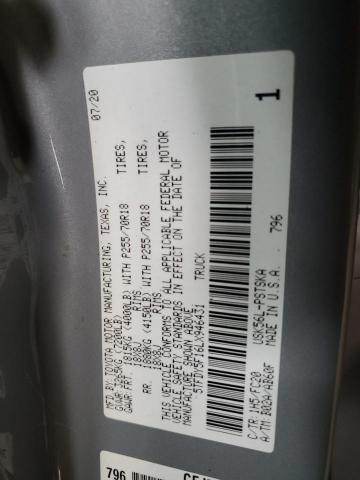 MFD. BY:
TOYOTA MOTOR MANUFACTURING, TEXAS, INC. 07/20
GVWR: 3265KG (7200LB)
GAWR: FRT. 1815KG (4000LB) WITH P255/70R18 TIRES,
18X8J RIMS
RR. 1880KG (4150LB) WITH P255/70R18 TIRES,
18X8J RIMS
THIS VEHICLE CONFORMS TO ALL APPLICABLE FEDERAL MOTOR
VEHICLE SAFETY STANDARDS IN EFFECT ON THE DATE OF
MANUFACTURE SHOWN ABOVE.
5TFDY5F16LX946431 TRUCK
796
USK56L-PSTSKA
C/TR: 1H5/FC20 MADE IN U.S.A.
A/TM: B02A/AB60F
1
796